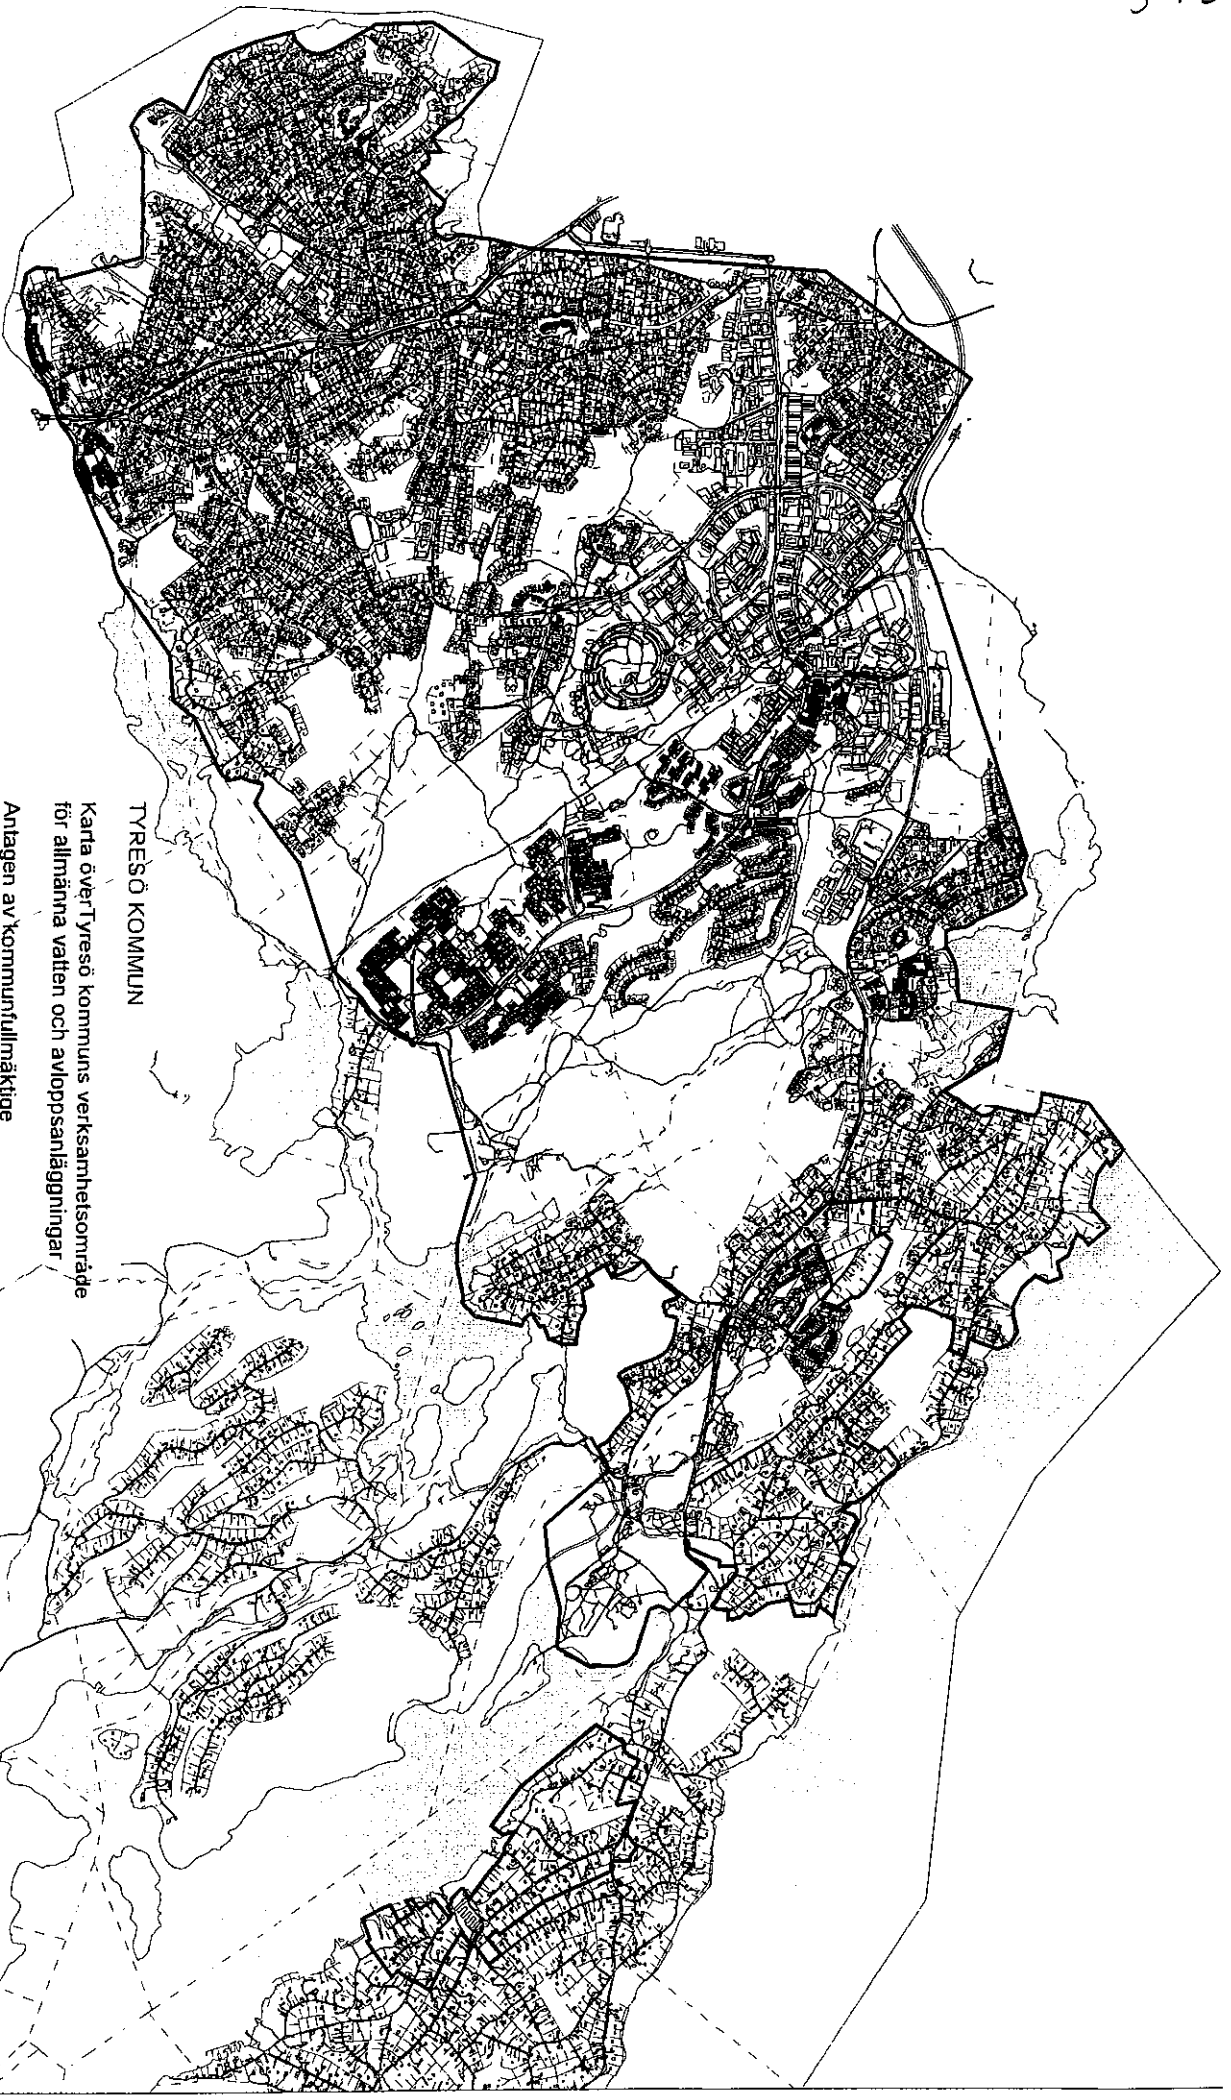 TYRESÖ KOMMUN
Karta över Tyresö kommuns verksamhetsområde
för allmänna vatten och avloppsanläggningar
Antagen av kommunfullmäktige